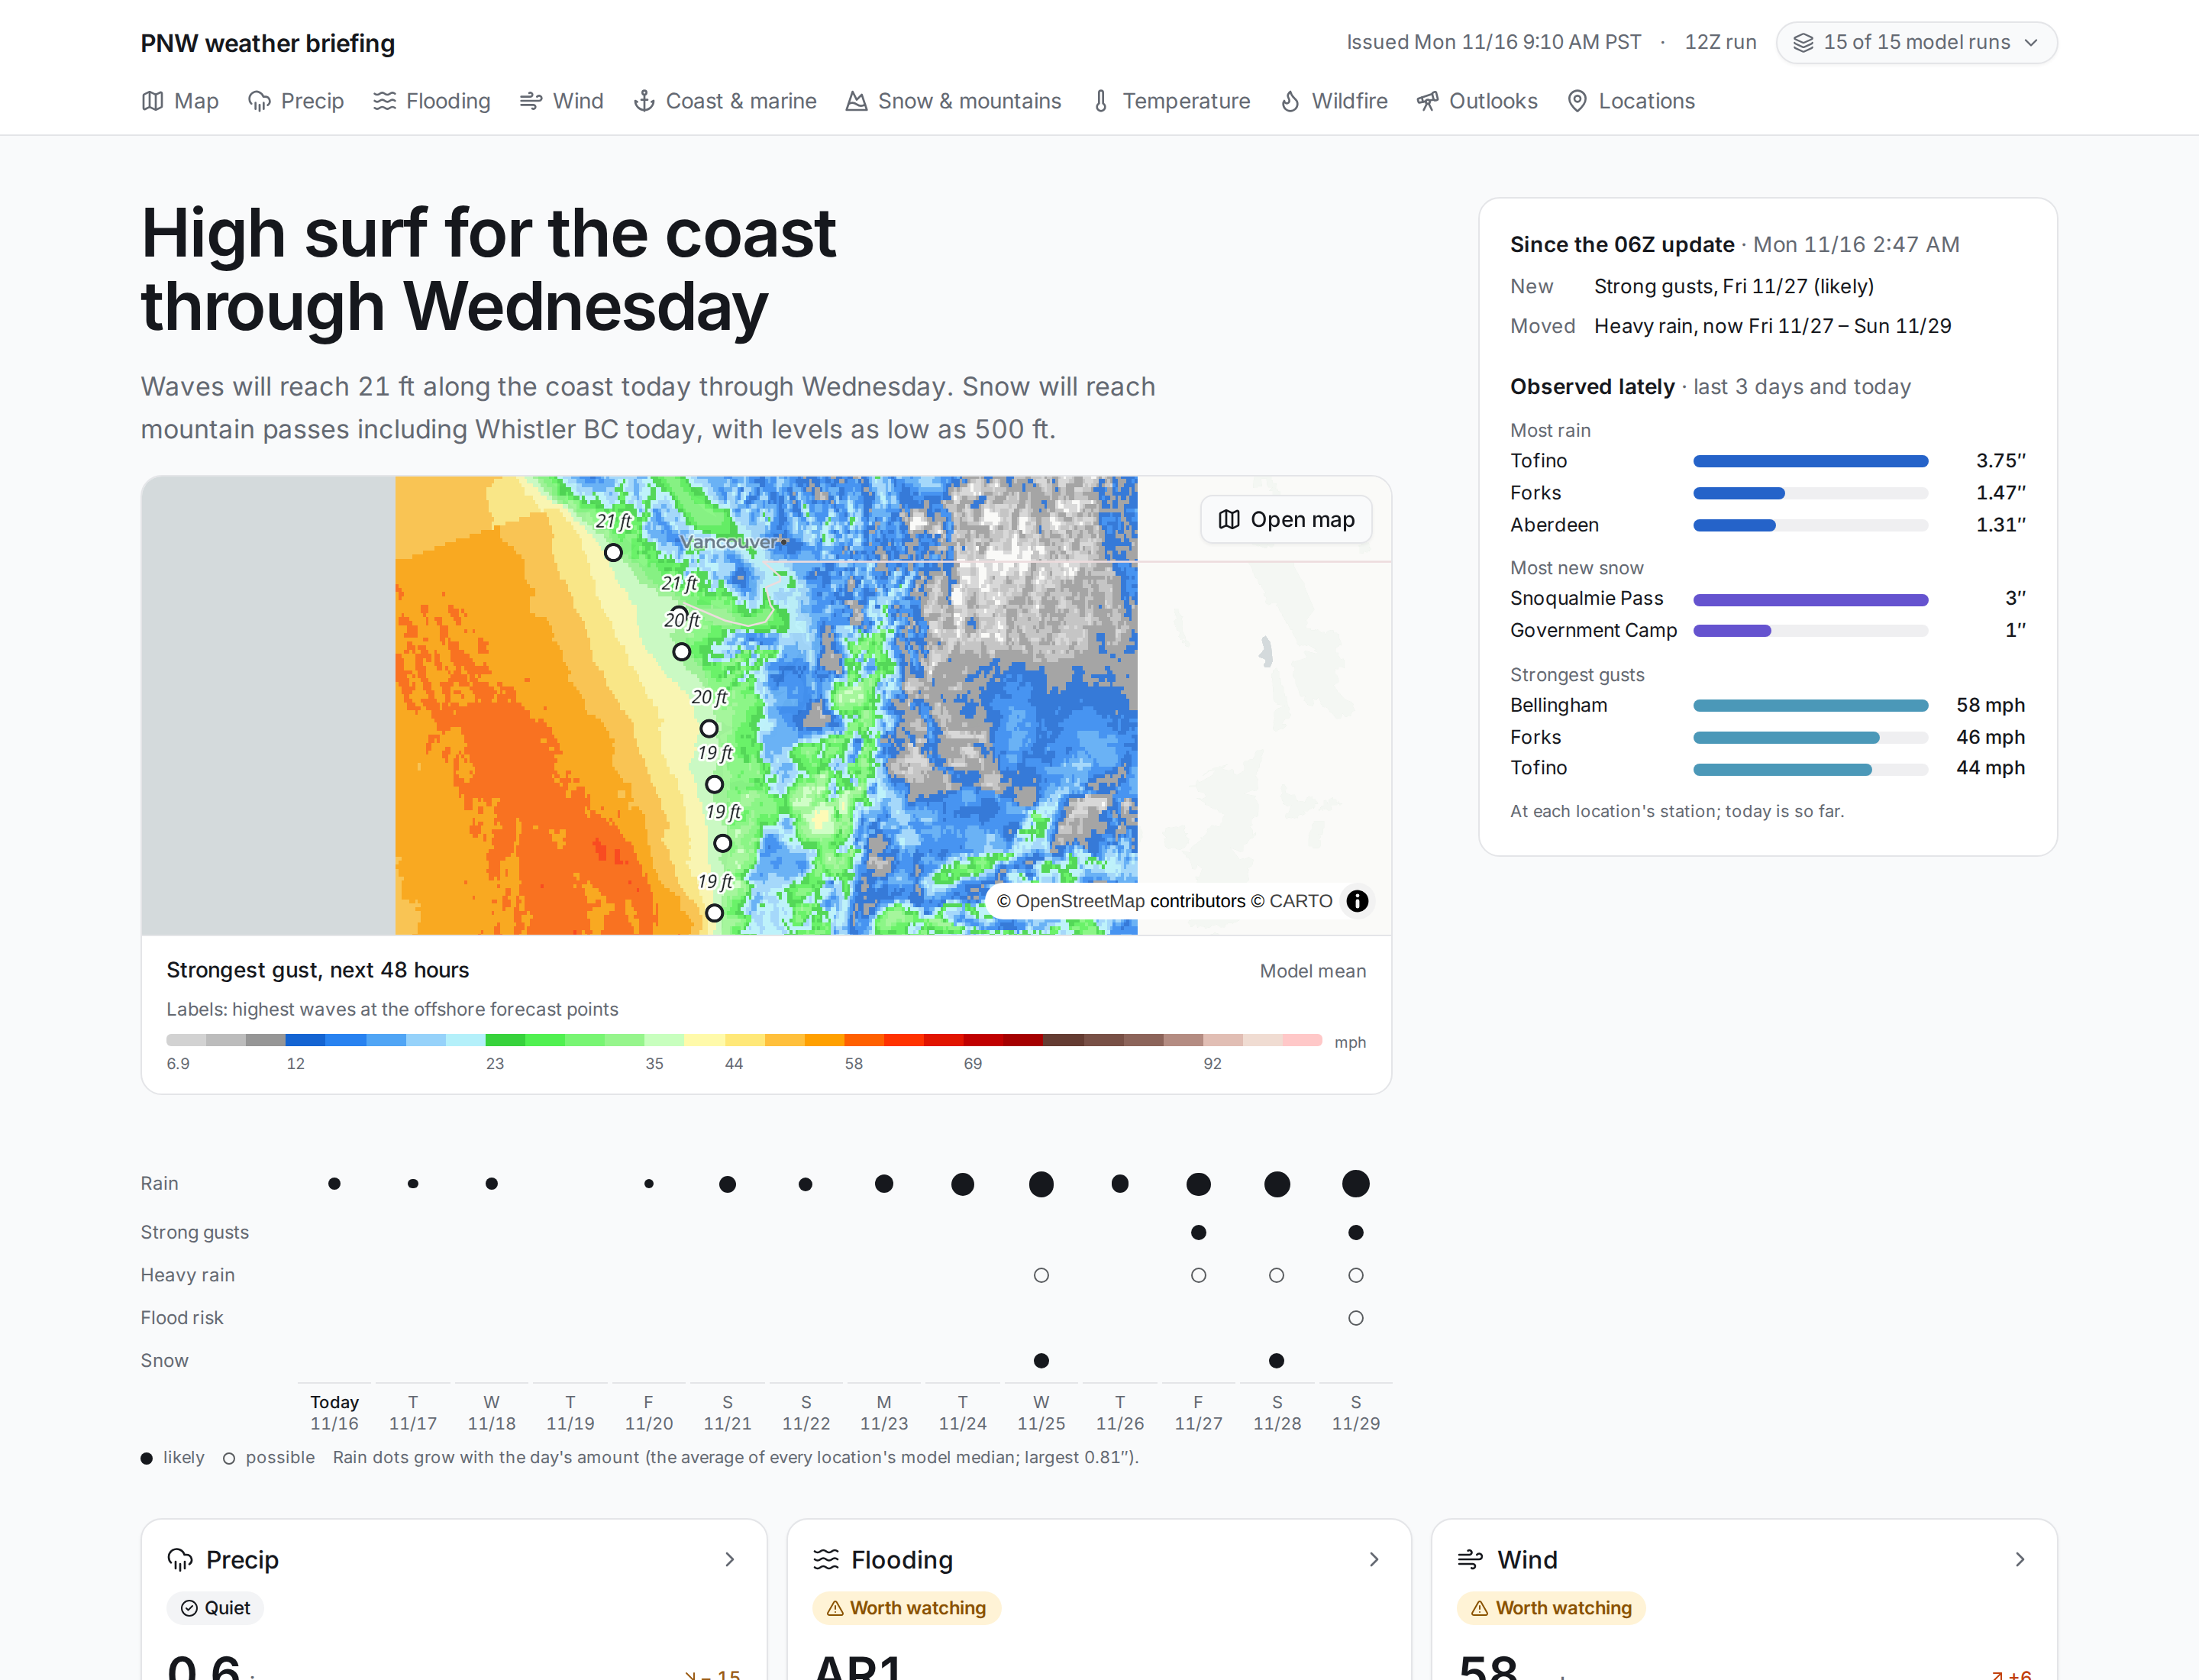 PNW weather briefing
Issued Mon 11/16 9:10 AM PST · 12Z run
15 of 15 model runs
Map
Precip
Flooding
Wind
Coast & marine
Snow & mountains
Temperature
Wildfire
Outlooks
Locations
High surf for the coast
through Wednesday
Waves will reach 21 ft along the coast today through Wednesday. Snow will reach
mountain passes including Whistler BC today, with levels as low as 500 ft.
Open map
21 ft
Vancouver
21 ft
20 ft
20 ft
19 ft
19 ft
19 ft
© OpenStreetMap contributors © CARTO
Strongest gust, next 48 hours
Model mean
Labels: highest waves at the offshore forecast points
mph
6.9 12 23 35 44 58 69 92
Since the 06Z update · Mon 11/16 2:47 AM
New Strong gusts, Fri 11/27 (likely)
Moved Heavy rain, now Fri 11/27 – Sun 11/29
Observed lately · last 3 days and today
Most rain
Tofino 3.75″
Forks 1.47″
Aberdeen 1.31″
Most new snow
Snoqualmie Pass 3″
Government Camp 1″
Strongest gusts
Bellingham 58 mph
Forks 46 mph
Tofino 44 mph
At each location's station; today is so far.
Rain
Strong gusts
Heavy rain
Flood risk
Snow
Today T W T F S S M T W T F S S
11/16 11/17 11/18 11/19 11/20 11/21 11/22 11/23 11/24 11/25 11/26 11/27 11/28 11/29
likely possible Rain dots grow with the day's amount (the average of every location's model median; largest 0.81″).
Precip
Quiet
0.6
Flooding
Worth watching
AR1
Wind
Worth watching
58
+6